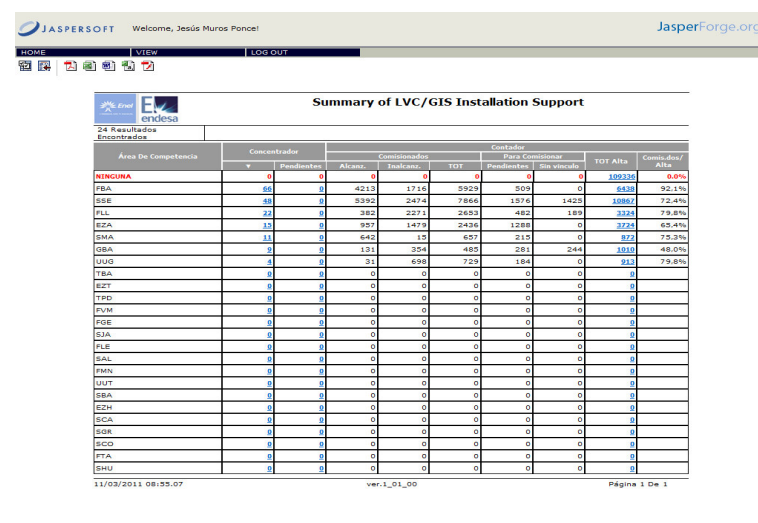 JASPERSOFT Welcome, Jesús Muros Ponce! JasperForge.org
HOME VIEW LOG OUT
Enel endesa Summary of LVC/GIS Installation Support
24 Resultados
Encontrados
Área De Competencia Concentrador Contador
Comisionados Para Comisionar TOT Alta Comis.dos/
Alta
▼ Pendientes Alcanz. Inalcanz. TOT Pendientes Sin vinculo
NINGUNA 0 0 0 0 0 0 0 109336 0.0%
FBA 66 0 4213 1716 5929 509 0 6438 92.1%
SSE 48 0 5392 2474 7866 1576 1425 10867 72.4%
FLL 22 0 382 2271 2653 482 189 3324 79.8%
EZA 15 0 957 1479 2436 1288 0 3724 65.4%
SMA 11 0 642 15 657 215 0 872 75.3%
GBA 9 0 131 354 485 281 244 1010 48.0%
UUG 4 0 31 698 729 184 0 913 79.8%
TBA 0 0 0 0 0 0 0 0
EZT 0 0 0 0 0 0 0 0
TPD 0 0 0 0 0 0 0 0
FVM 0 0 0 0 0 0 0 0
FGE 0 0 0 0 0 0 0 0
SJA 0 0 0 0 0 0 0 0
FLE 0 0 0 0 0 0 0 0
SAL 0 0 0 0 0 0 0 0
FMN 0 0 0 0 0 0 0 0
UUT 0 0 0 0 0 0 0 0
SBA 0 0 0 0 0 0 0 0
EZH 0 0 0 0 0 0 0 0
SCA 0 0 0 0 0 0 0 0
SGR 0 0 0 0 0 0 0 0
SCO 0 0 0 0 0 0 0 0
FTA 0 0 0 0 0 0 0 0
SHU 0 0 0 0 0 0 0 0
11/03/2011 08:55.07 ver.1_01_00 Página 1 De 1